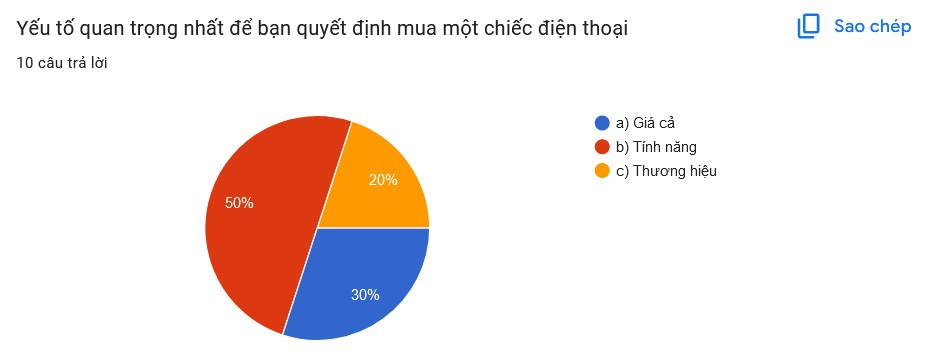 Yếu tố quan trọng nhất để bạn quyết định mua một chiếc điện thoại
Sao chép
10 câu trả lời
a) Giá cả
b) Tính năng
c) Thương hiệu
50%
20%
30%